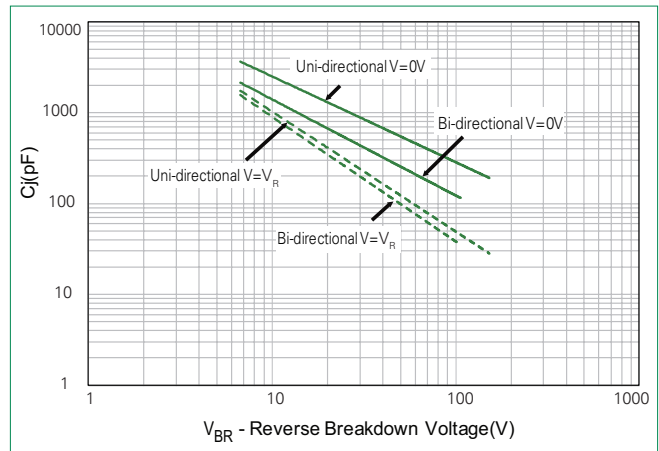 10000
1000
100
10
1
Cj(pF)
Uni-directional V=0V
Bi-directional V=0V
Uni-directional V=VR
Bi-directional V=VR
1
10
100
1000
VBR - Reverse Breakdown Voltage(V)